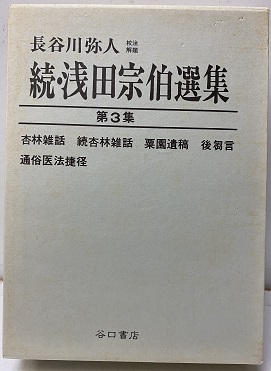 長谷川弥人 校注
解題
続・浅田宗伯選集
第3集
杏林雑話 続杏林雑話 栗園遺稿 後芻言
通俗医法捷径
谷口書店